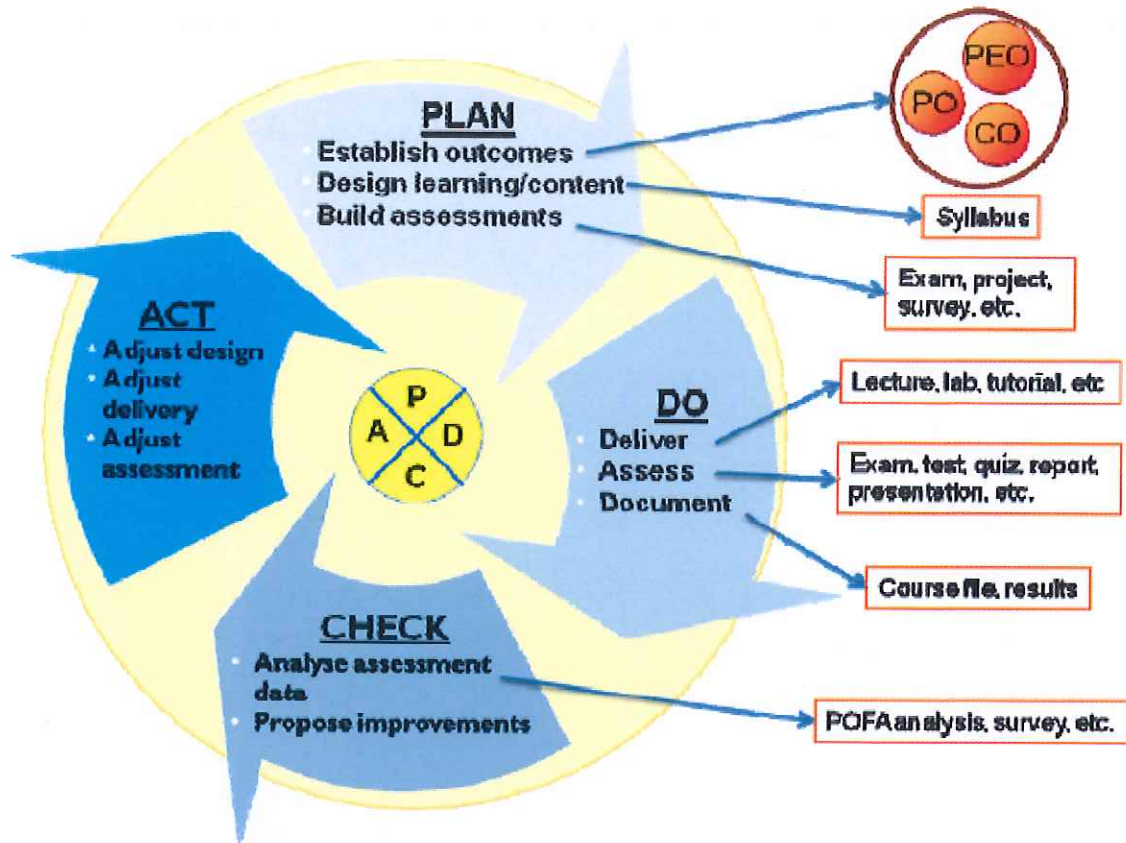 PLAN
Establish outcomes
Design learning/content
Build assessments
PEO
PO
CO
Syllabus
Exam, project,
survey, etc.
ACT
• Adjust design
• Adjust
delivery
• Adjust
assessment
P
A
D
C
DO
• Deliver
• Assess
• Document
Lecture, lab, tutorial, etc
Exam, test, quiz, report,
presentation, etc.
Course file, results
CHECK
• Analyse assessment
data
• Propose improvements
POFA analysis, survey, etc.